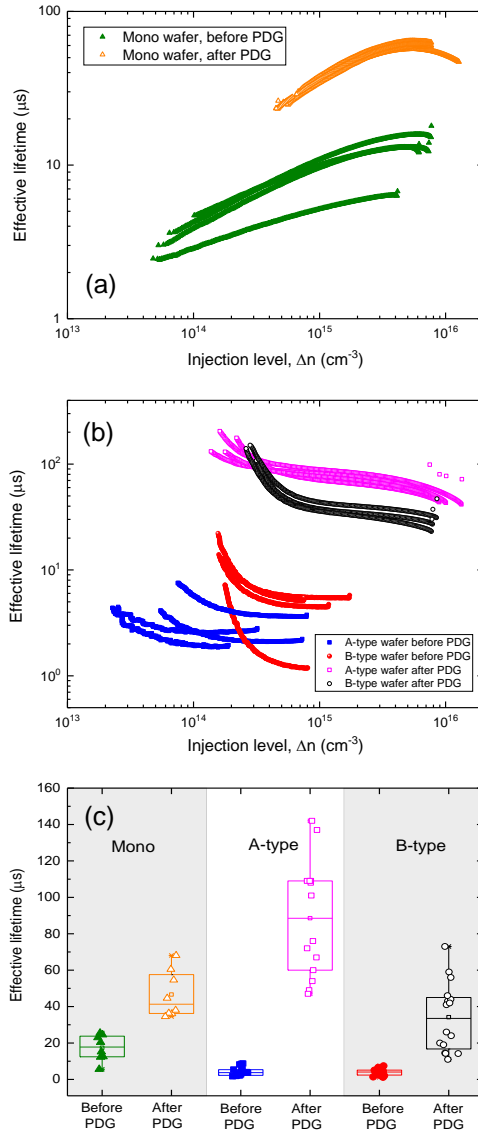 100
10
1
Effective lifetime (μs)
Mono wafer, before PDG
Mono wafer, after PDG
(a)
10^13 10^14 10^15 10^16
Injection level, Δn (cm^-3)
(b)
10^2
10^1
10^0
Effective lifetime (μs)
A-type wafer before PDG
B-type wafer before PDG
A-type wafer after PDG
B-type wafer after PDG
10^13 10^14 10^15 10^16
Injection level, Δn (cm^-3)
160
140
120
100
80
60
40
20
0
Effective lifetime (μs)
(c)
Mono A-type B-type
Before After Before After Before After
PDG PDG PDG PDG PDG PDG